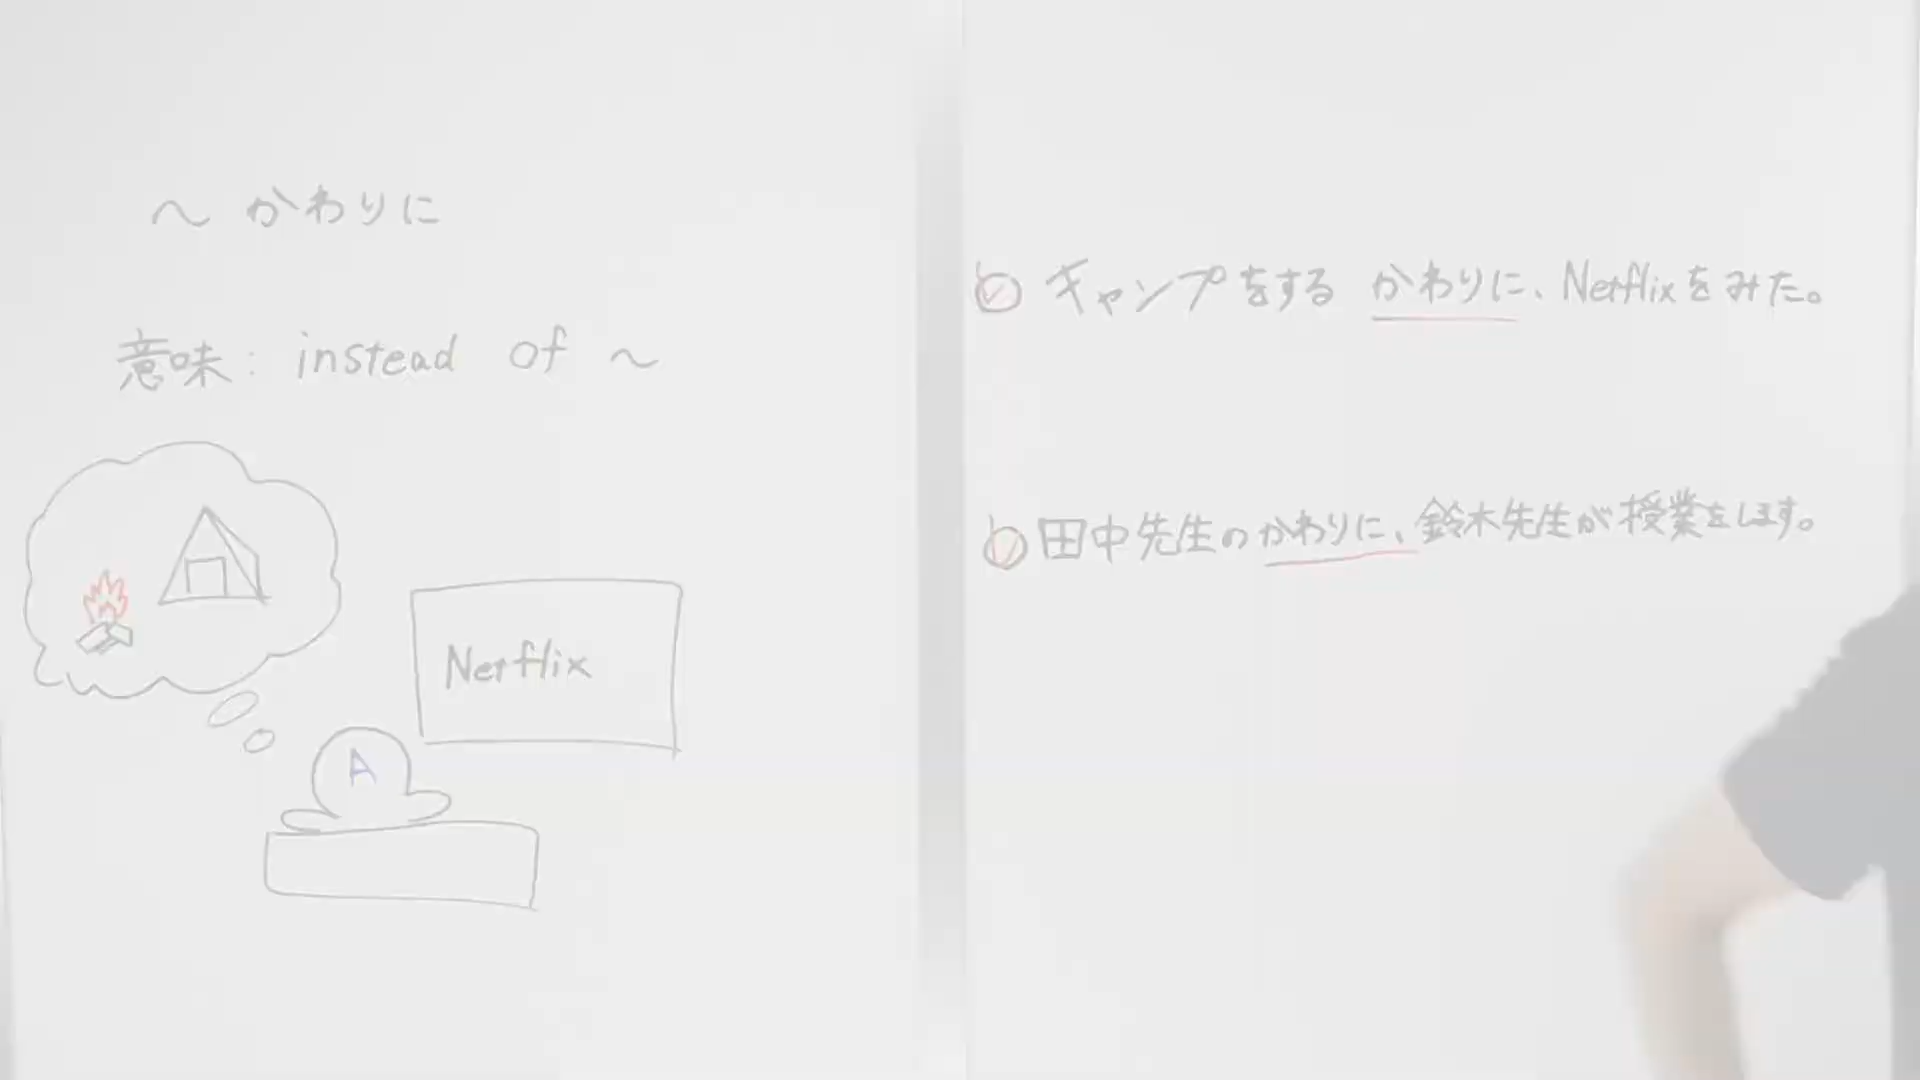 ～ かわりに
意味: instead of ～
Netflix
A
キャンプをする かわりに、Netflixをみた。
田中先生のかわりに、鈴木先生が授業をします。